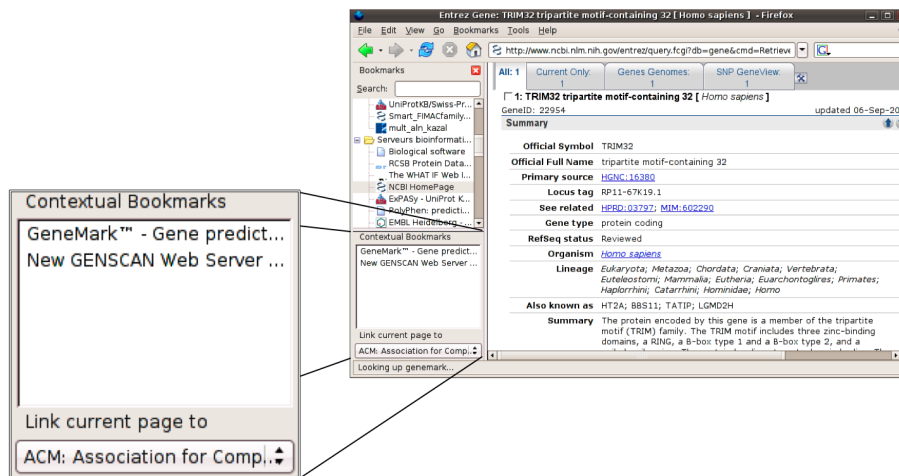 Entrez Gene: TRIM32 tripartite motif-containing 32 [ Homo sapiens ] - Firefox
File Edit View Go Bookmarks Tools Help
http://www.ncbi.nlm.nih.gov/entrez/query.fcgi?db=gene&cmd=Retrieve
Bookmarks
Search:
UniProtKB/Swiss-Pr...
Smart_FIMACfamily...
mult_aln_kazal
Serveurs bioinformati...
Biological software
RCSB Protein Data...
The WHAT IF Web I...
NCBI HomePage
ExPASy - UniProt K...
PolyPhen: predicti...
EMBL Heidelberg - ...
Contextual Bookmarks
GeneMark™ - Gene predict...
New GENSCAN Web Server ...
Link current page to
ACM: Association for Comp...
Looking up genemark...
All: 1 Current Only: 1 Genes Genomes: 1 SNP GeneView: 1
1: TRIM32 tripartite motif-containing 32 [ Homo sapiens ]
GeneID: 22954 updated 06-Sep-20
Summary
Official Symbol TRIM32
Official Full Name tripartite motif-containing 32
Primary source HGNC:16380
Locus tag RP11-67K19.1
See related HPRD:03797; MIM:602290
Gene type protein coding
RefSeq status Reviewed
Organism Homo sapiens
Lineage Eukaryota; Metazoa; Chordata; Craniata; Vertebrata;
Euteleostomi; Mammalia; Eutheria; Euarchontoglires; Primates;
Haplorrhini; Catarrhini; Hominidae; Homo
Also known as HT2A; BBS11; TATIP; LGMD2H
Summary The protein encoded by this gene is a member of the tripartite
motif (TRIM) family. The TRIM motif includes three zinc-binding
domains, a RING, a B-box type 1 and a B-box type 2, and a
Contextual Bookmarks
GeneMark™ - Gene predict...
New GENSCAN Web Server ...
Link current page to
ACM: Association for Comp...